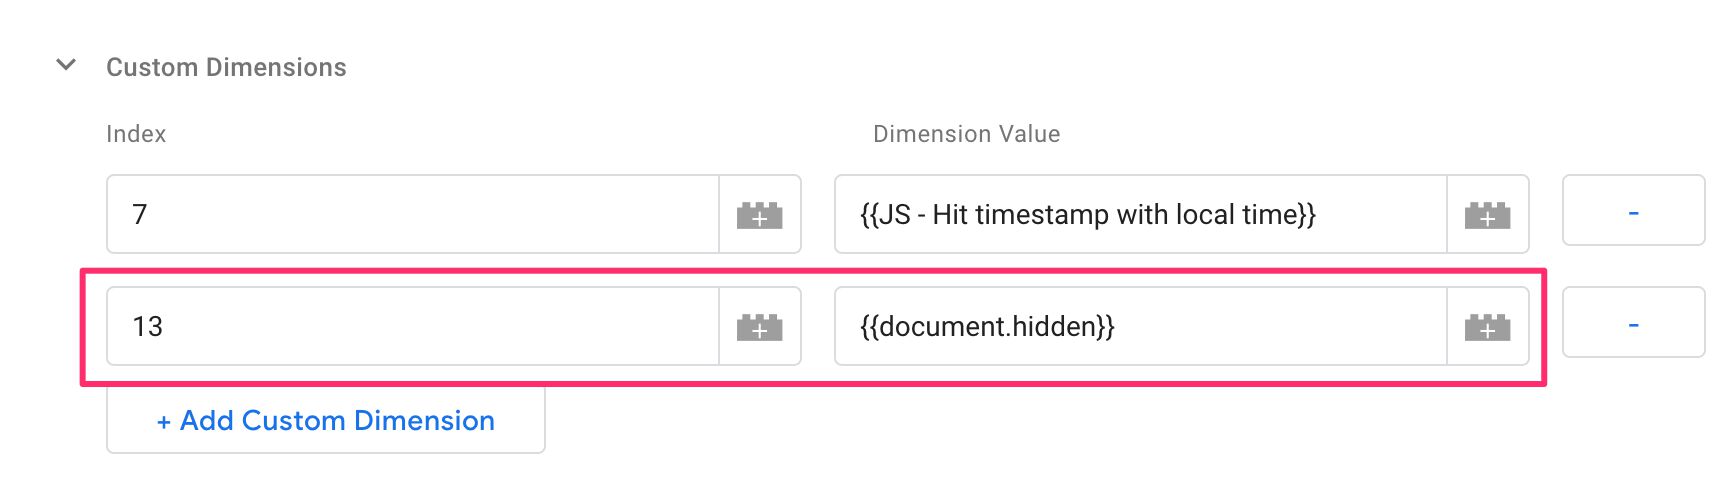 Custom Dimensions
Index Dimension Value
7 {{JS - Hit timestamp with local time}} -
13 {{document.hidden}} -
+ Add Custom Dimension